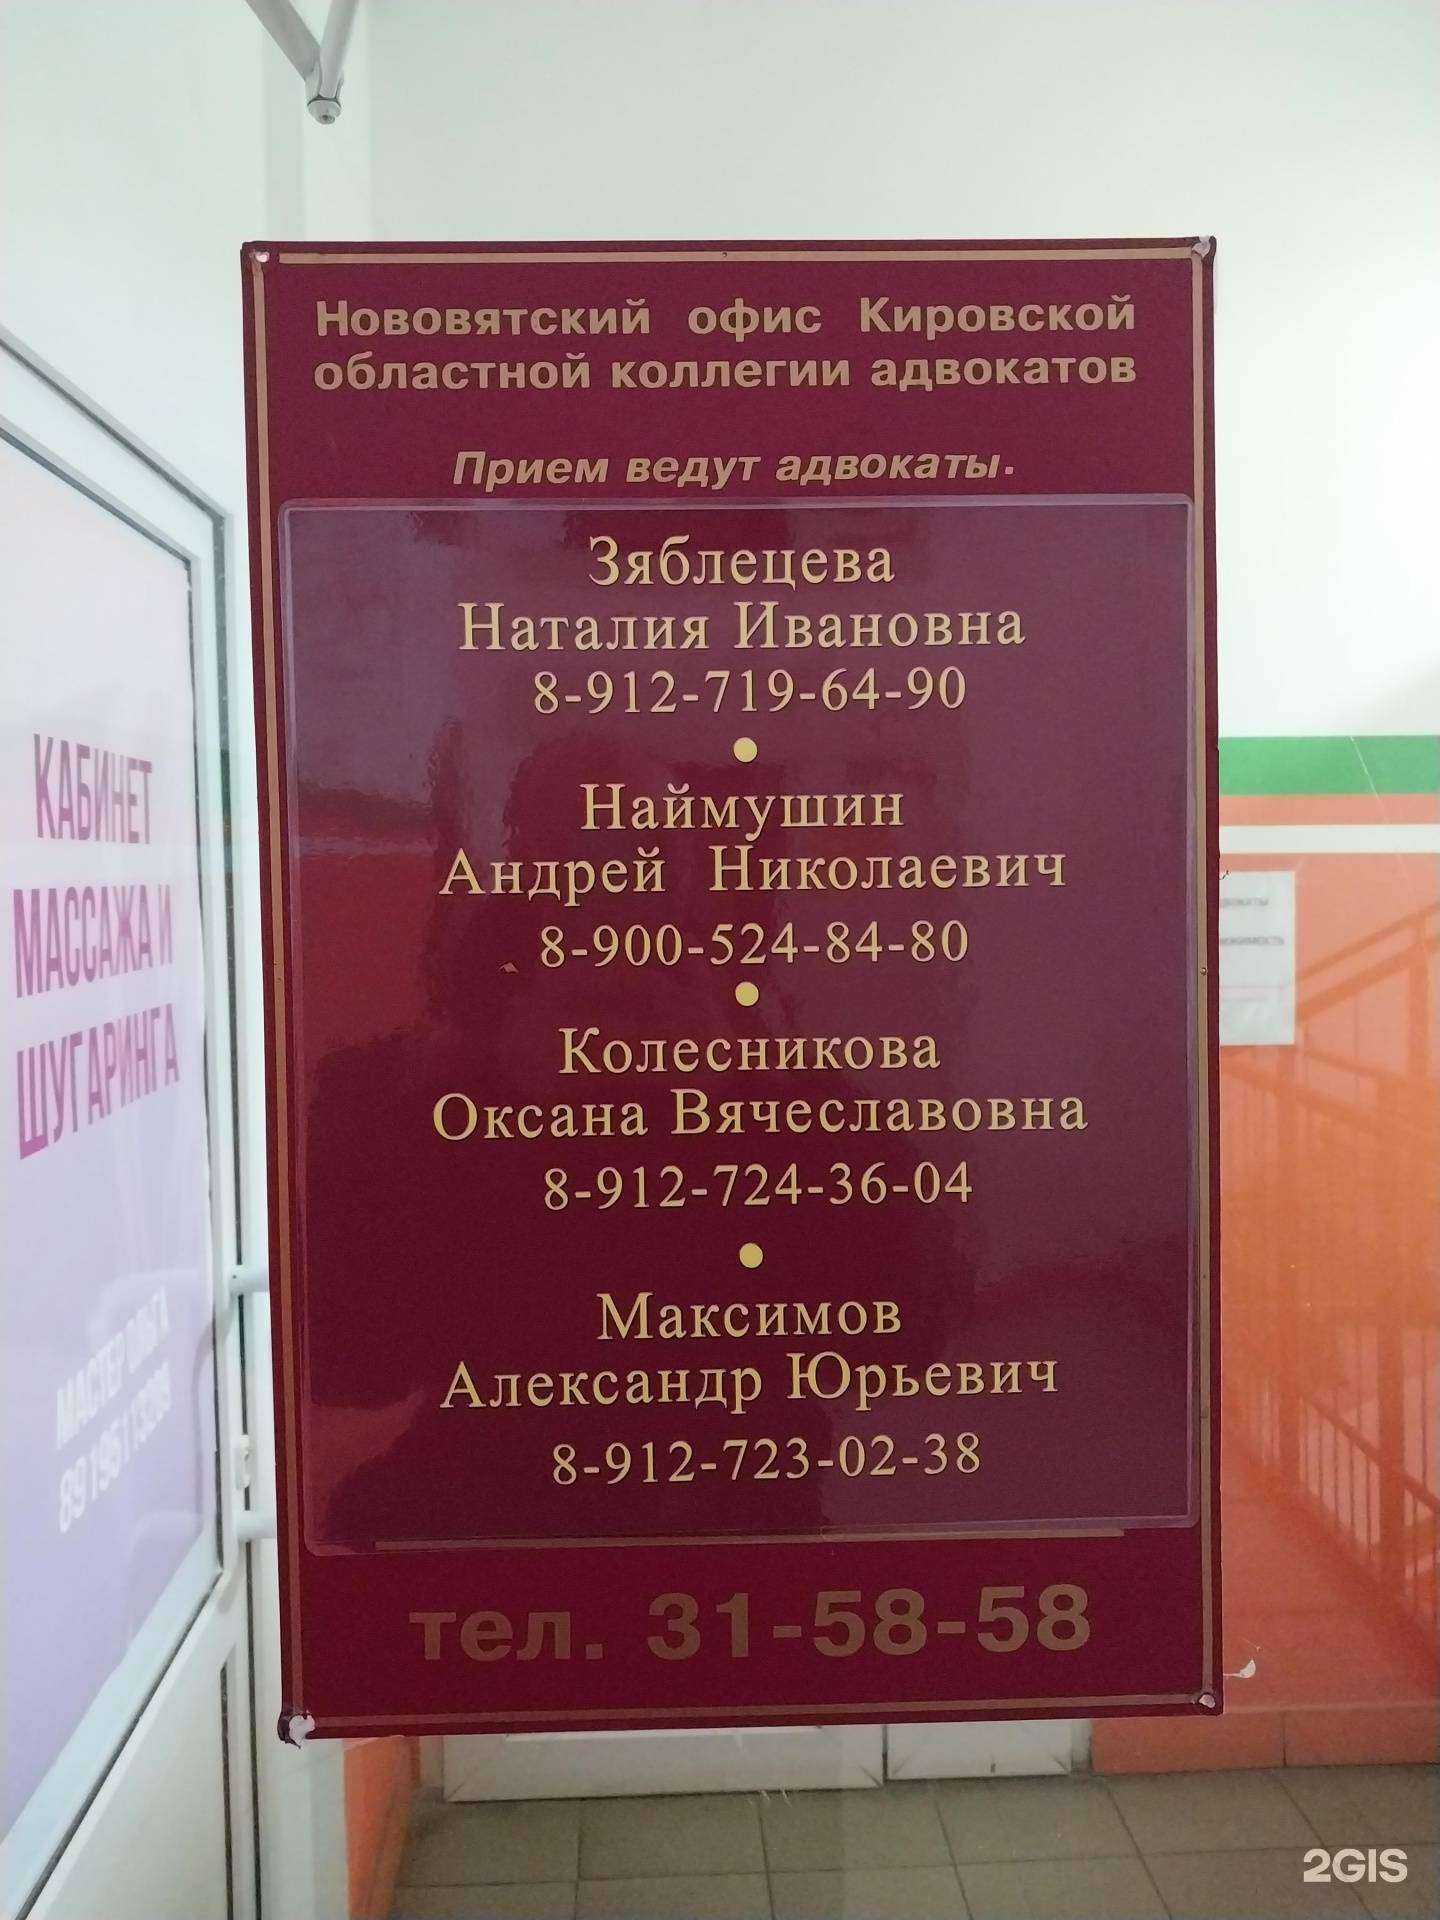 Нововятский офис Кировской
областной коллегии адвокатов
Прием ведут адвокаты.
Зяблецева
Наталия Ивановна
8-912-719-64-90
Наймушин
Андрей Николаевич
8-900-524-84-80
Колесникова
Оксана Вячеславовна
8-912-724-36-04
Максимов
Александр Юрьевич
8-912-723-02-38
тел. 31-58-58
КАБИНЕТ
МАССАЖА И
ШУГАРИНГА
МАСТЕР ОЛЬГА
2GIS